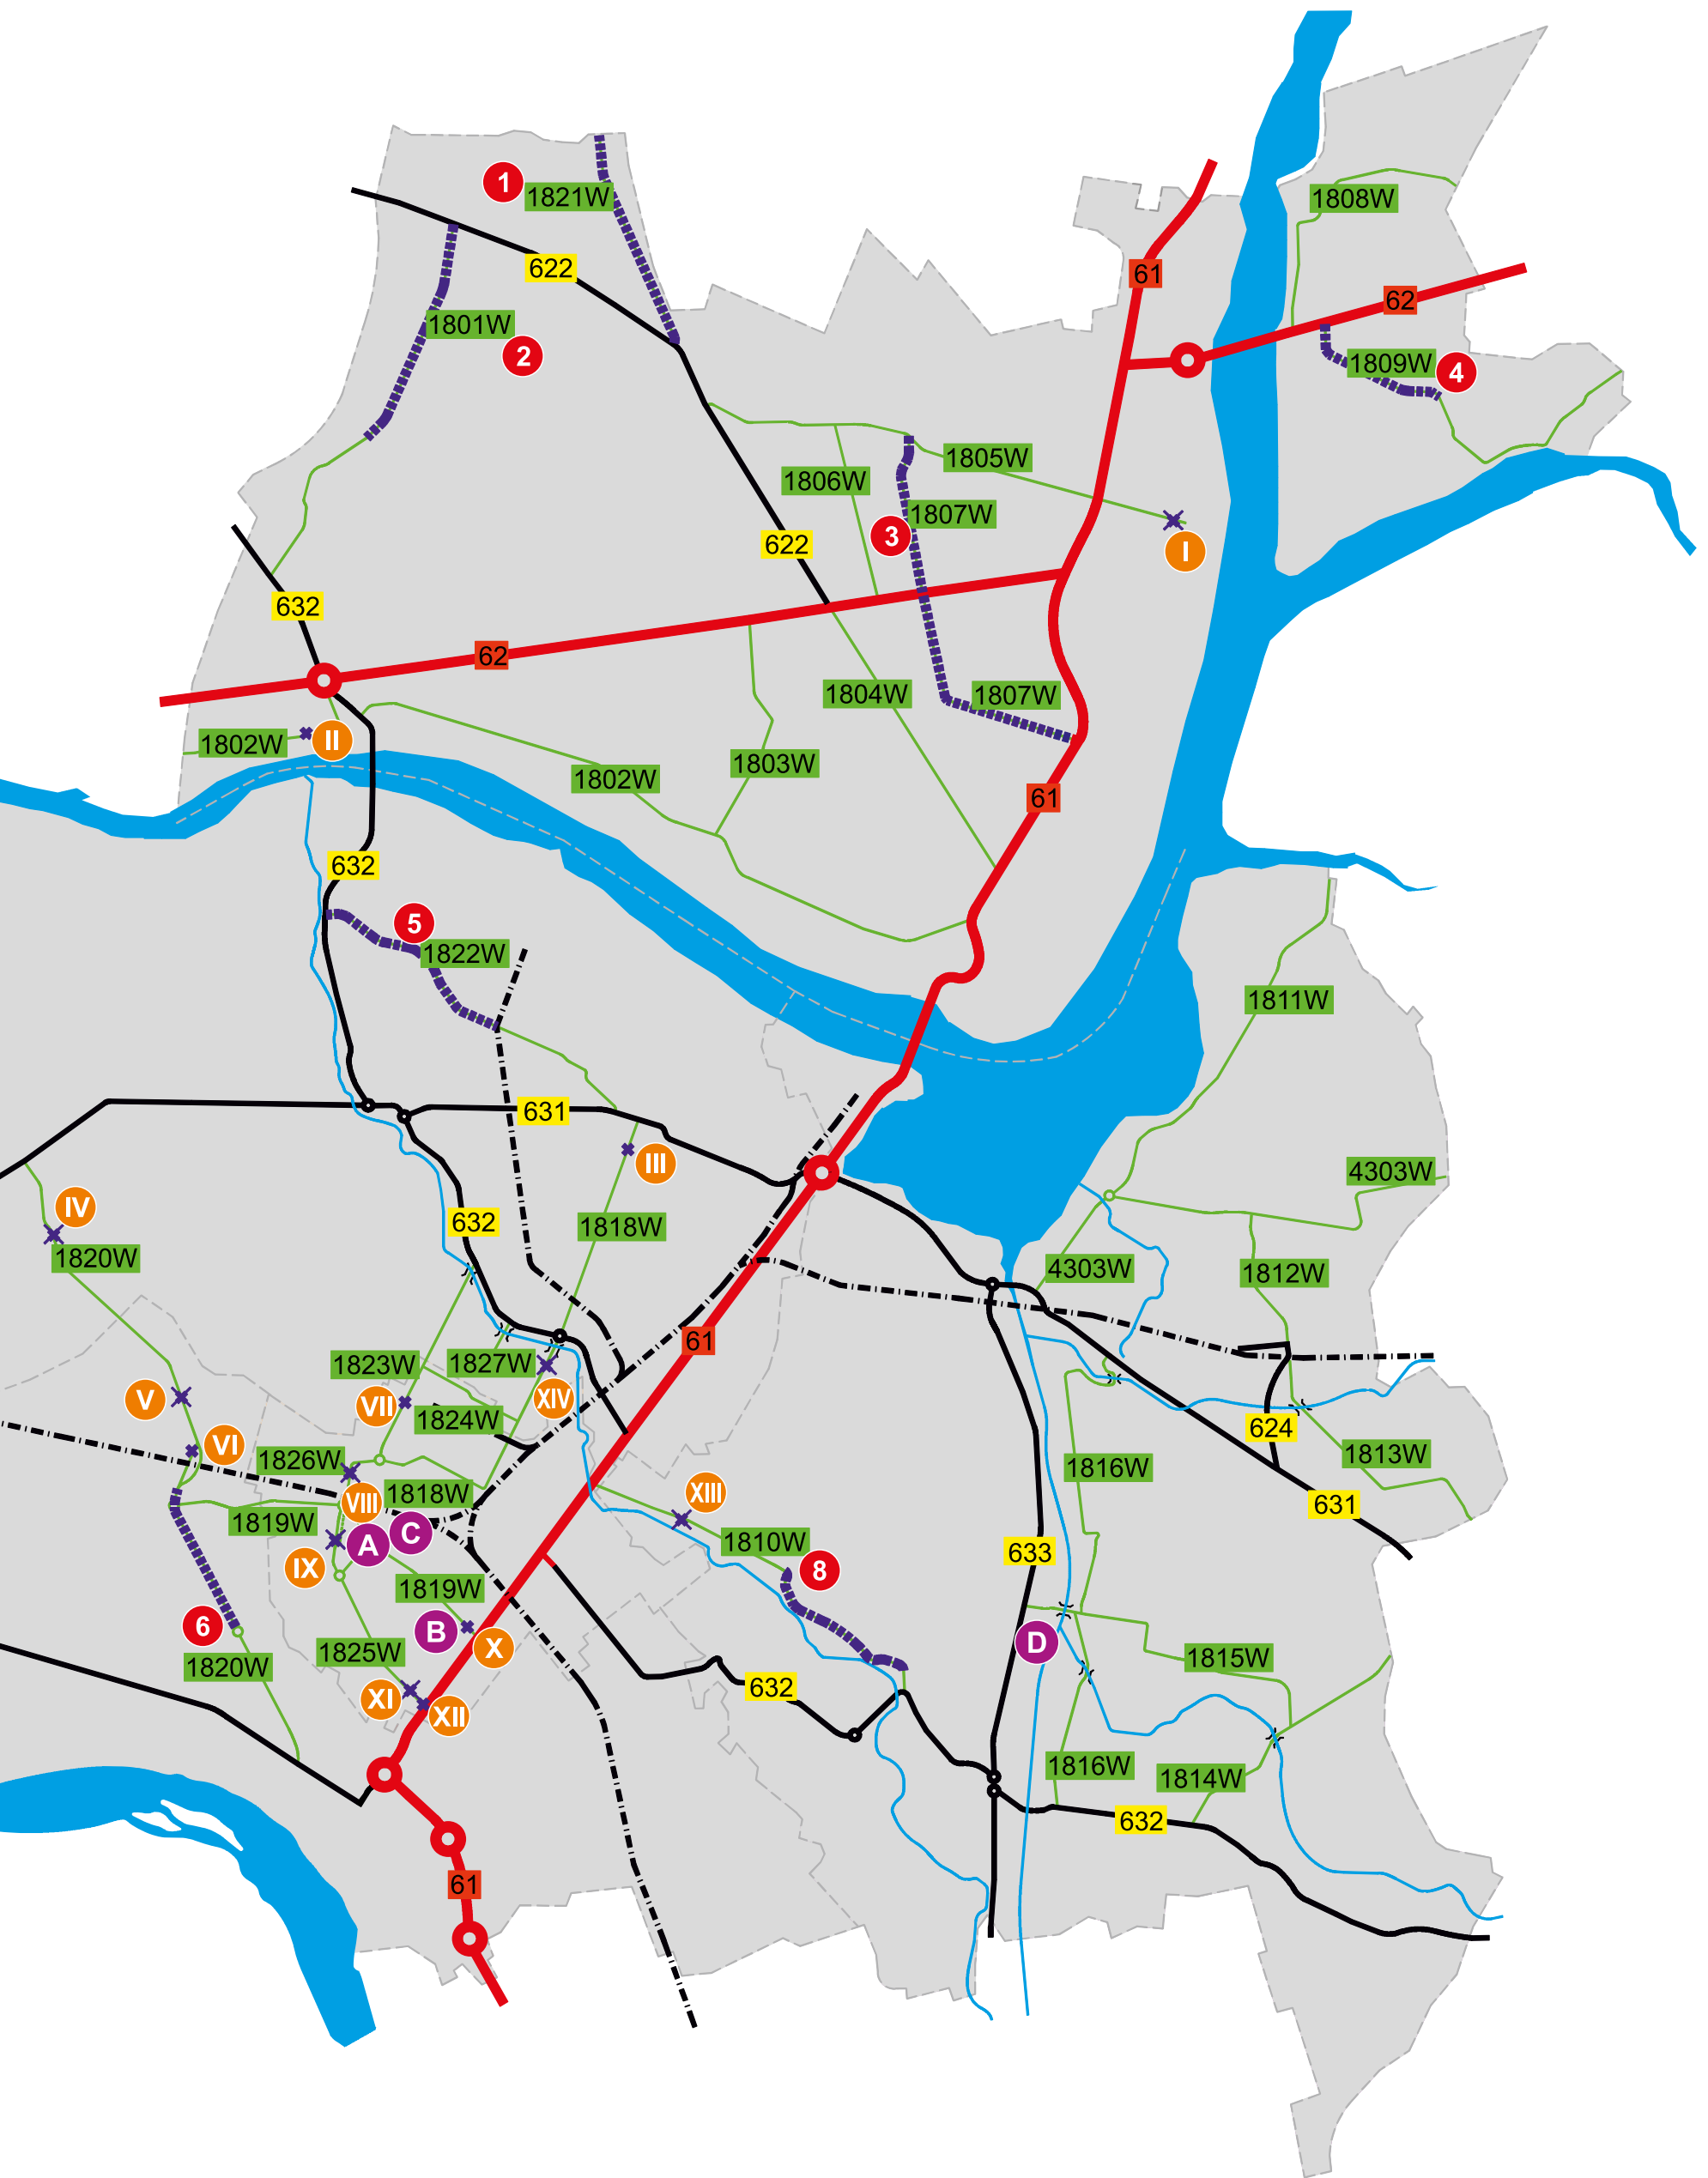 1
1821W
1808W
622
61
62
1801W
2
1809W
4
1805W
1806W
1807W
3
622
I
632
62
1804W
1807W
1802W
II
1803W
1802W
61
632
5
1822W
1811W
631
III
4303W
IV
632
1818W
1820W
4303W
1812W
61
1823W
1827W
V
VII
XIV
1824W
624
VI
1813W
1826W
1816W
XIII
VIII
1818W
631
1819W
C
A
1810W
633
IX
8
1819W
6
B
D
X
1825W
1815W
1820W
632
XI
XII
1816W
1814W
632
61